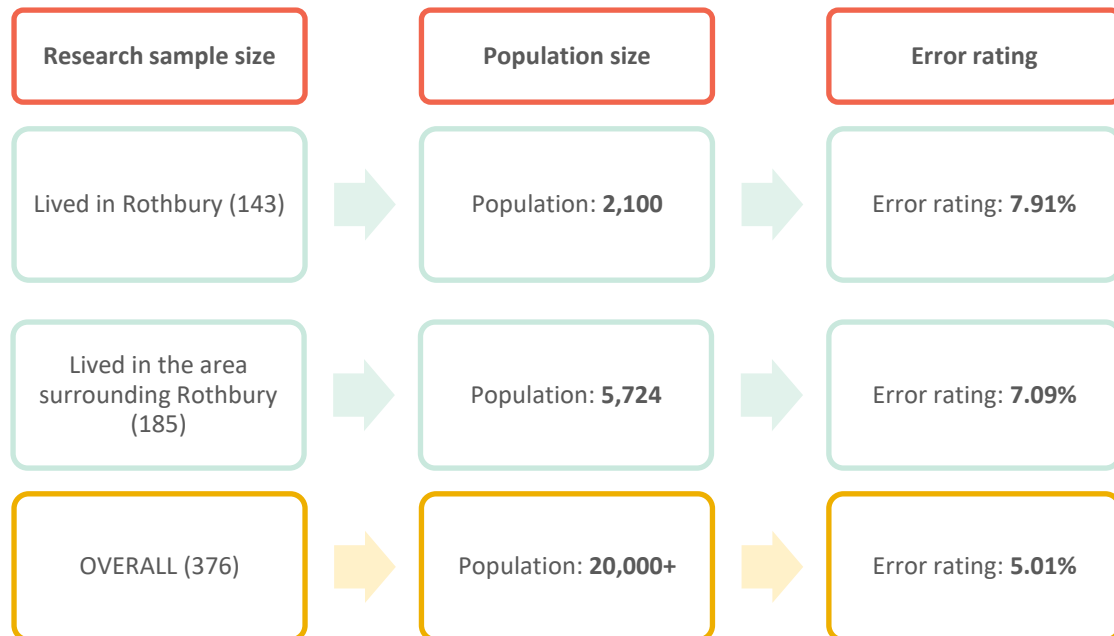 Research sample size
Population size
Error rating
Lived in Rothbury (143)
Population: 2,100
Error rating: 7.91%
Lived in the area
surrounding Rothbury
(185)
Population: 5,724
Error rating: 7.09%
OVERALL (376)
Population: 20,000+
Error rating: 5.01%